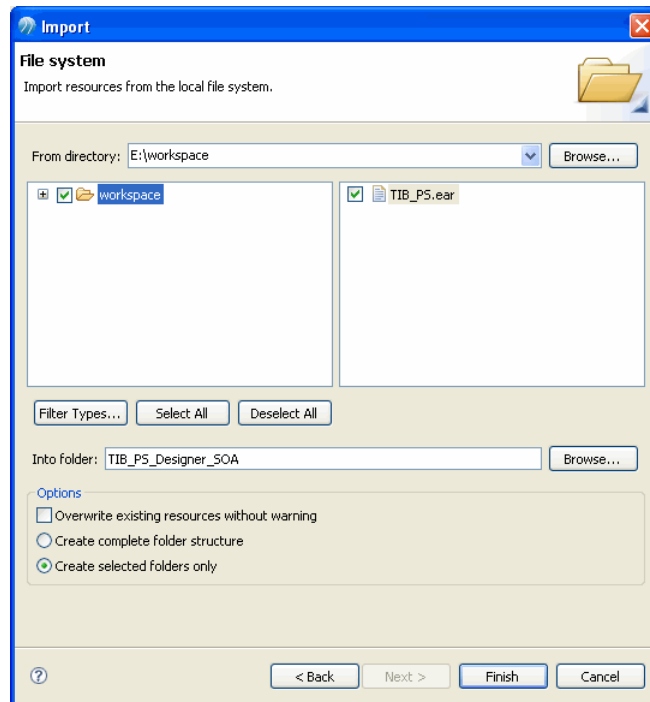 Import
File system
Import resources from the local file system.
From directory: E:\workspace Browse...
workspace
TIB_PS.ear
Filter Types... Select All Deselect All
Into folder: TIB_PS_Designer_SOA Browse...
Options
Overwrite existing resources without warning
Create complete folder structure
Create selected folders only
? < Back Next > Finish Cancel